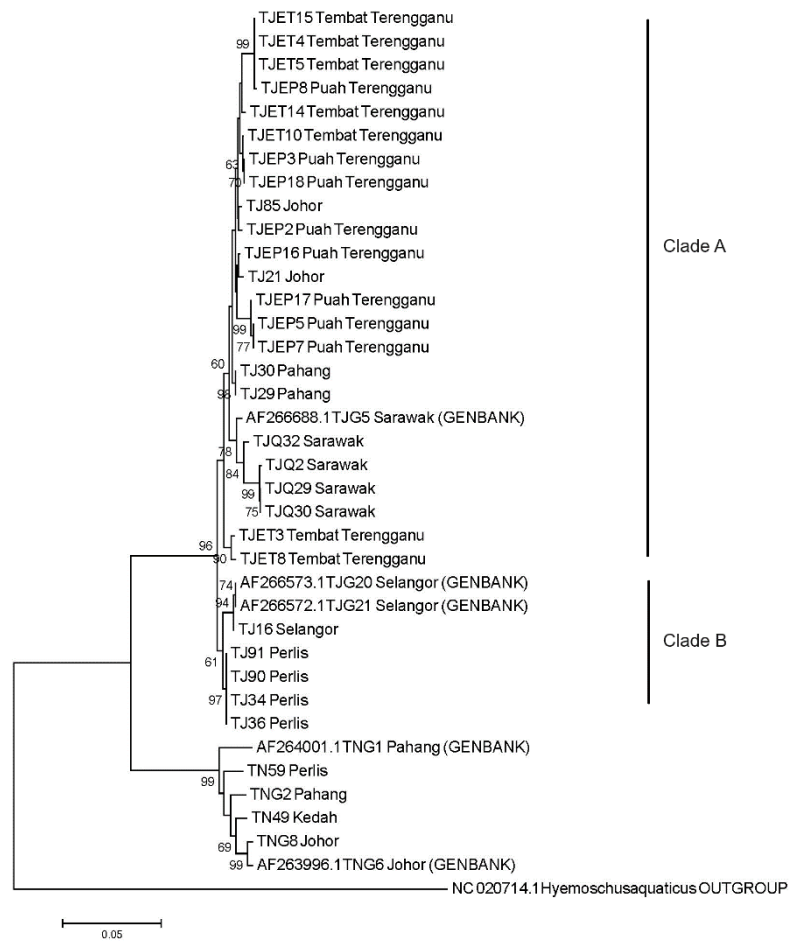 TJET15 Tembat Terengganu
99
TJET4 Tembat Terengganu
TJET5 Tembat Terengganu
TJEP8 Puah Terengganu
TJET14 Tembat Terengganu
TJET10 Tembat Terengganu
63
TJEP3 Puah Terengganu
70
TJEP18 Puah Terengganu
TJ85 Johor
TJEP2 Puah Terengganu
Clade A
TJEP16 Puah Terengganu
TJ21 Johor
TJEP17 Puah Terengganu
99
TJEP5 Puah Terengganu
77
TJEP7 Puah Terengganu
60
TJ30 Pahang
98
TJ29 Pahang
AF266688.1TJG5 Sarawak (GENBANK)
78
TJQ32 Sarawak
84
TJQ2 Sarawak
99
TJQ29 Sarawak
75
TJQ30 Sarawak
TJET3 Tembat Terengganu
96
90
TJET8 Tembat Terengganu
74
AF266573.1TJG20 Selangor (GENBANK)
94
AF266572.1TJG21 Selangor (GENBANK)
TJ16 Selangor
Clade B
61
TJ91 Perlis
TJ90 Perlis
97
TJ34 Perlis
TJ36 Perlis
AF264001.1TNG1 Pahang (GENBANK)
99
TN59 Perlis
TNG2 Pahang
TN49 Kedah
69
TNG8 Johor
99
AF263996.1TNG6 Johor (GENBANK)
NC 020714.1Hyemoschusaquaticus OUTGROUP
0.05